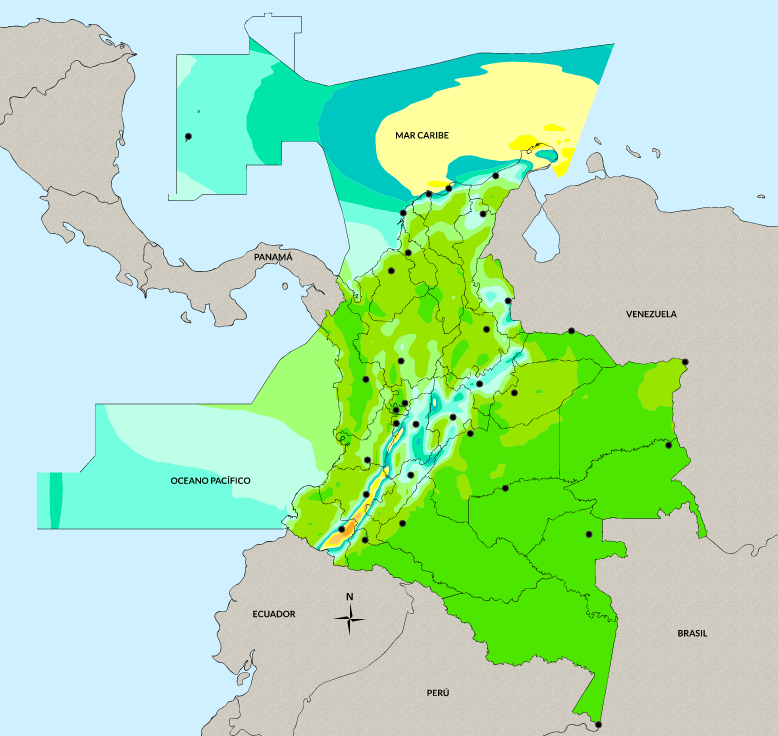 MAR CARIBE
PANAMÁ
VENEZUELA
OCEANO PACÍFICO
N
ECUADOR
BRASIL
PERÚ